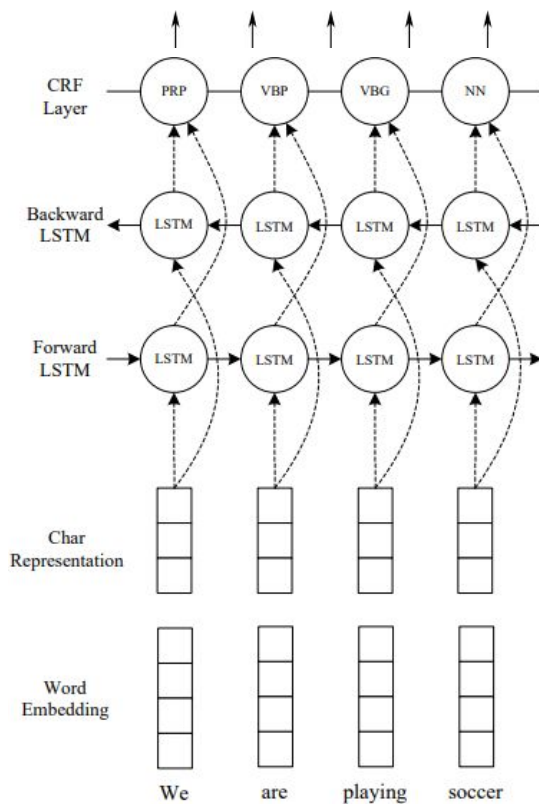 CRF
Layer
PRP VBP VBG NN
Backward
LSTM
LSTM LSTM LSTM LSTM
Forward
LSTM
LSTM LSTM LSTM LSTM
Char
Representation
Word
Embedding
We are playing soccer